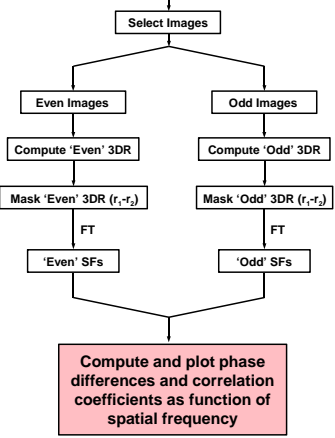 Select Images
Even Images
Odd Images
Compute ‘Even’ 3DR
Compute ‘Odd’ 3DR
Mask ‘Even’ 3DR (r₁-r₂)
Mask ‘Odd’ 3DR (r₁-r₂)
FT
FT
‘Even’ SFs
‘Odd’ SFs
Compute and plot phase
differences and correlation
coefficients as function of
spatial frequency